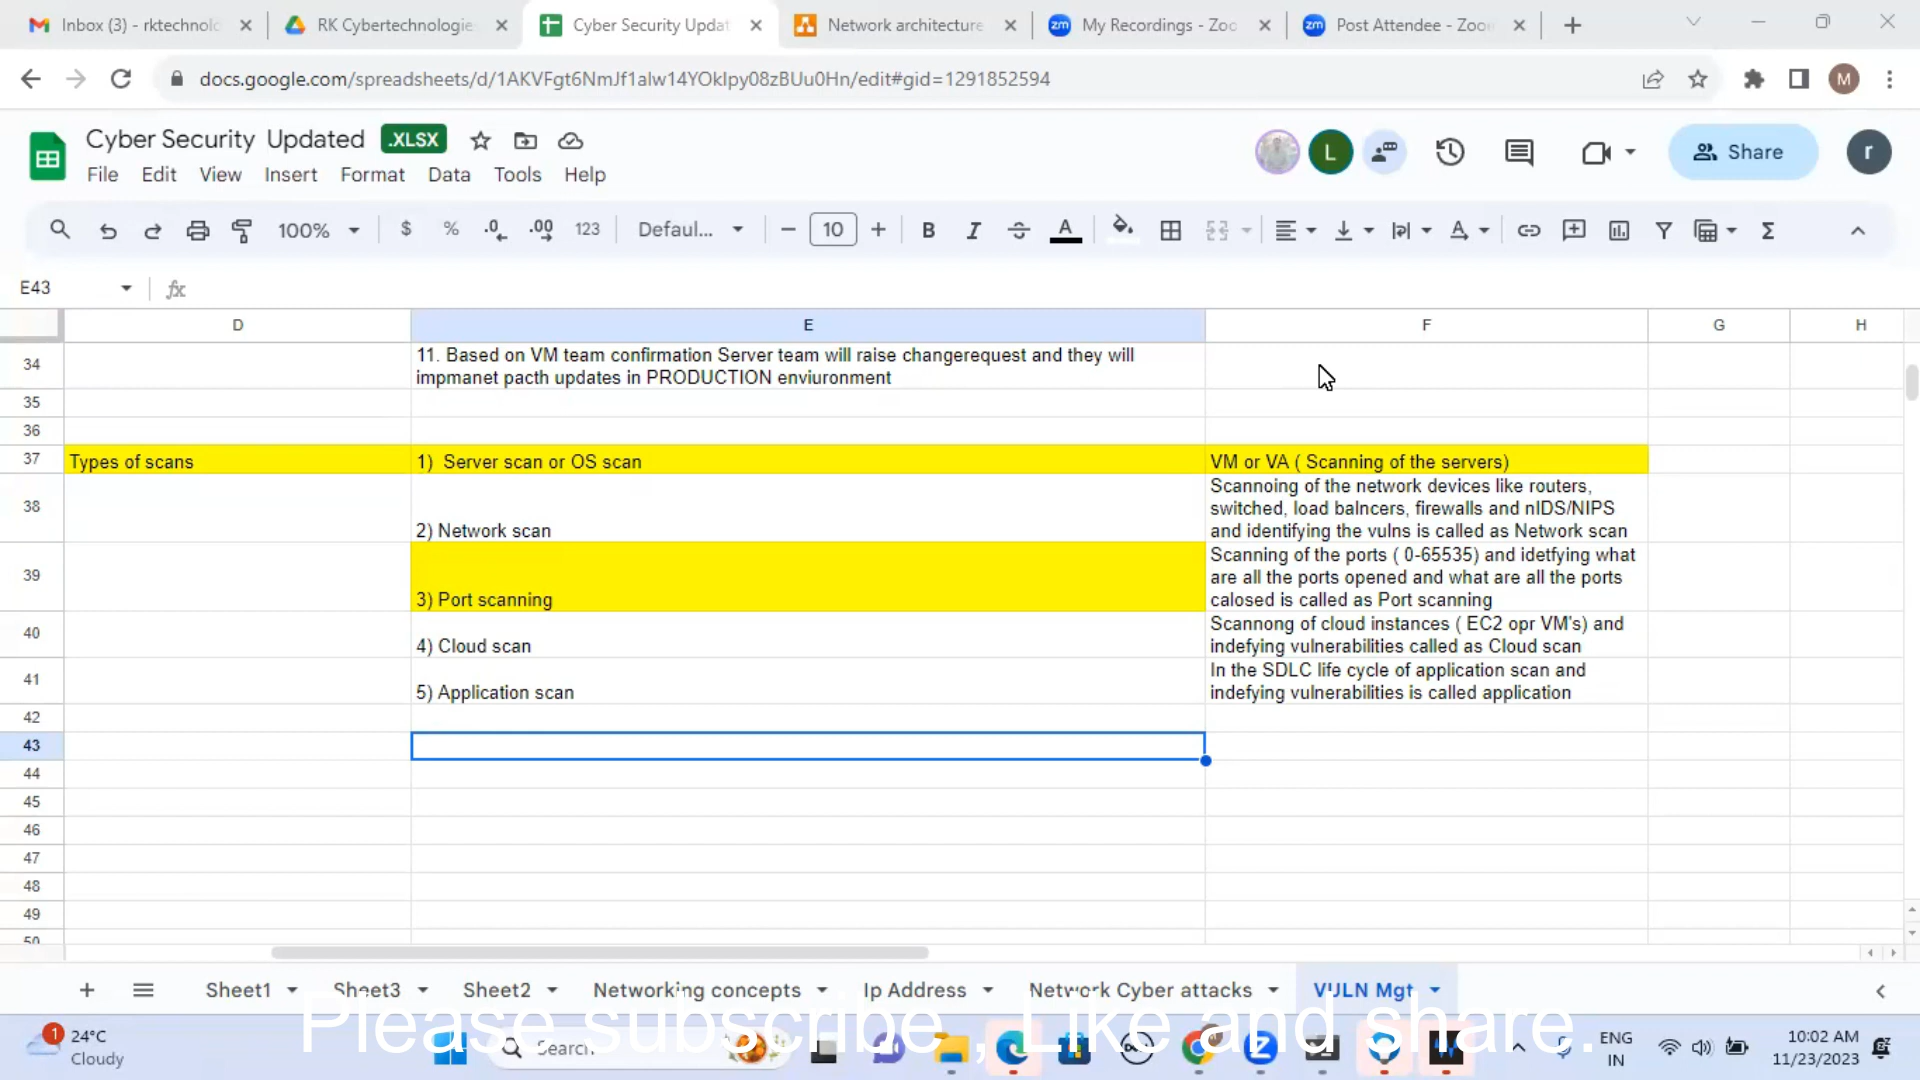 Inbox (3) - rktechnolo
RK Cybertechnologie
Cyber Security Updat
Network architecture
zm My Recordings - Zoo
zm Post Attendee - Zoo
docs.google.com/spreadsheets/d/1AKVFgt6NmJf1alw14YOkIpy08zBUu0Hn/edit#gid=1291852594
M
Cyber Security Updated .XLSX
L
Share
r
File Edit View Insert Format Data Tools Help
100% $ % .0 .00 123 Defaul... 10 B I A
E43
fx
D E F G H
34 11. Based on VM team confirmation Server team will raise changerequest and they will
impmanet pacth updates in PRODUCTION enviuronment
35
36
37 Types of scans 1) Server scan or OS scan VM or VA ( Scanning of the servers)
Scannoing of the network devices like routers,
38 switched, load balncers, firewalls and nIDS/NIPS
2) Network scan and identifying the vulns is called as Network scan
Scanning of the ports ( 0-65535) and idetfying what
39 are all the ports opened and what are all the ports
3) Port scanning calosed is called as Port scanning
40 Scannong of cloud instances ( EC2 opr VM's) and
4) Cloud scan indefying vulnerabilities called as Cloud scan
41 In the SDLC life cycle of application scan and
5) Application scan indefying vulnerabilities is called application
42
43
44
45
46
47
48
49
50
Sheet1 Sheet3 Sheet2 Networking concepts Ip Address Network Cyber attacks VULN Mgt
Please subscribe , Like and share.
1 24°C
Cloudy
Search
ENG
IN
10:02 AM
11/23/2023